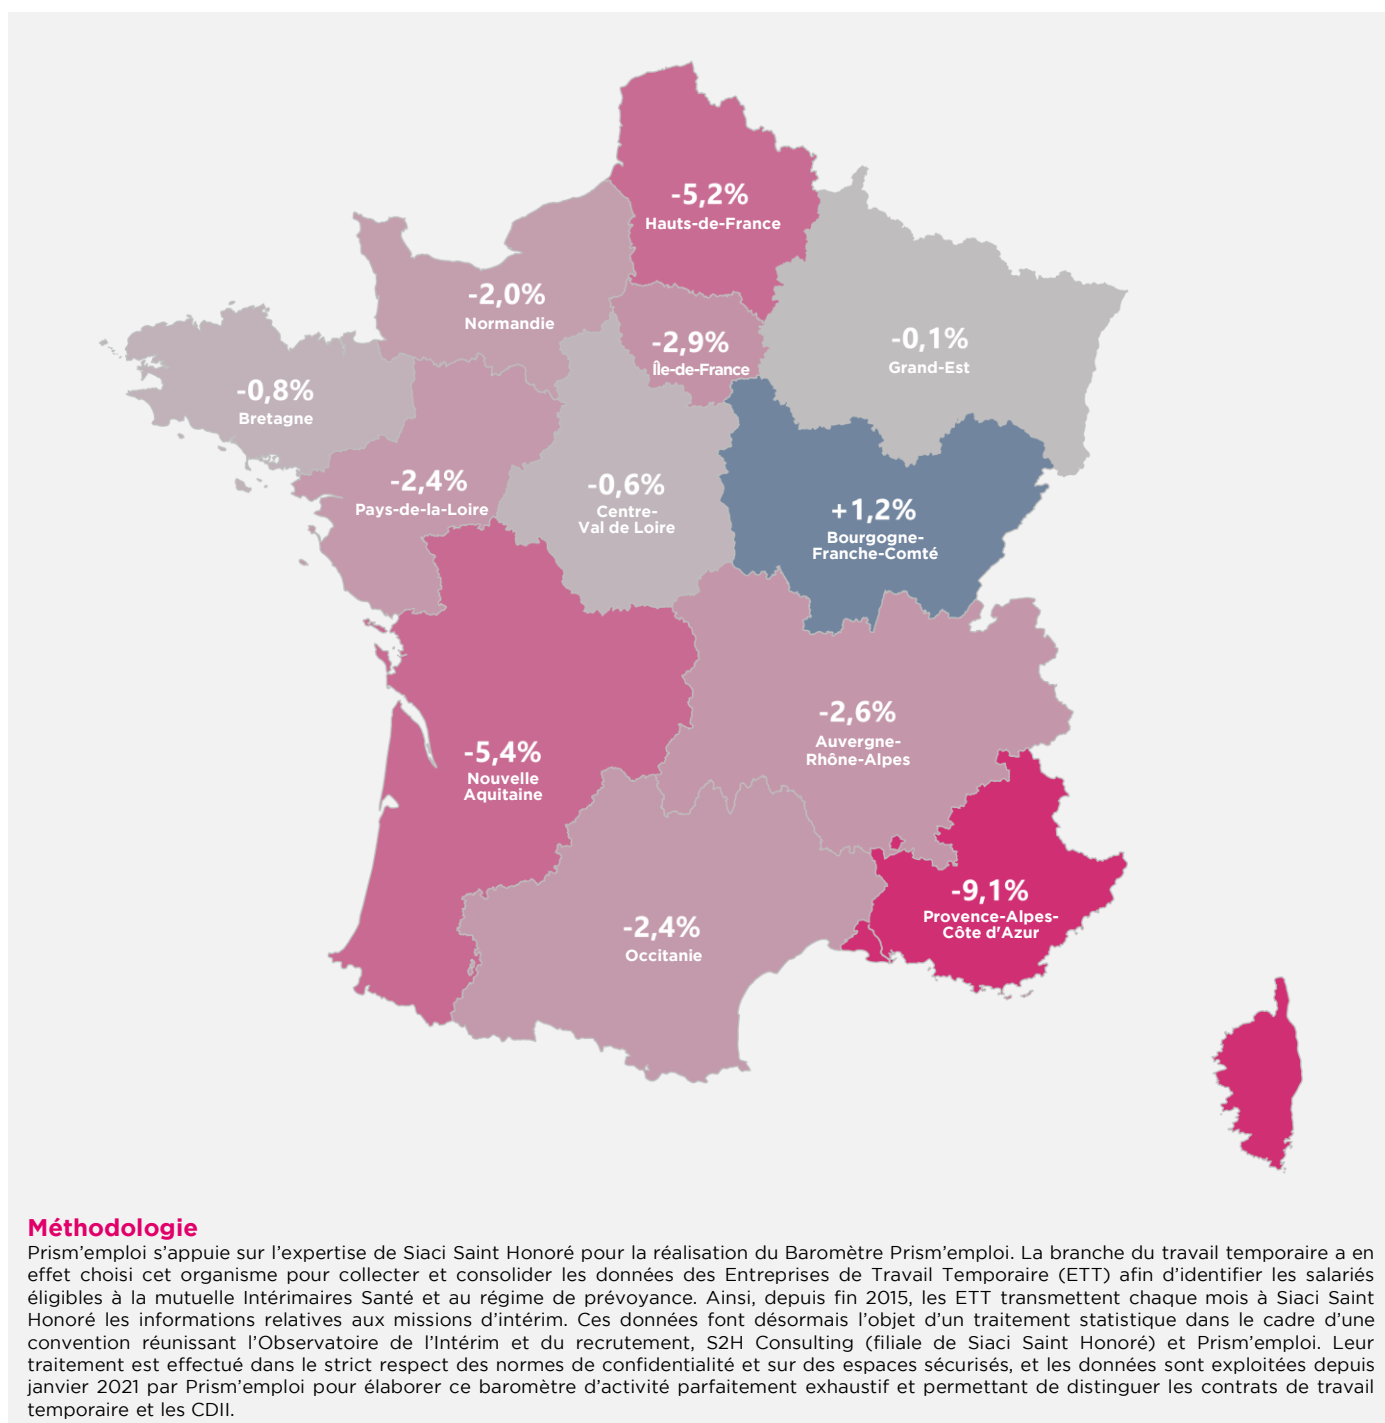 -5,2%
Hauts-de-France
-2,0%
Normandie
-2,9%
Île-de-France
-0,1%
Grand-Est
-0,8%
Bretagne
-2,4%
Pays-de-la-Loire
-0,6%
Centre-
Val de Loire
+1,2%
Bourgogne-
Franche-Comté
-2,6%
Auvergne-
Rhône-Alpes
-5,4%
Nouvelle
Aquitaine
-9,1%
Provence-Alpes-
Côte d'Azur
-2,4%
Occitanie
Méthodologie
Prism’emploi s’appuie sur l’expertise de Siaci Saint Honoré pour la réalisation du Baromètre Prism’emploi. La branche du travail temporaire a en
effet choisi cet organisme pour collecter et consolider les données des Entreprises de Travail Temporaire (ETT) afin d’identifier les salariés
éligibles à la mutuelle Intérimaires Santé et au régime de prévoyance. Ainsi, depuis fin 2015, les ETT transmettent chaque mois à Siaci Saint
Honoré les informations relatives aux missions d’intérim. Ces données font désormais l’objet d’un traitement statistique dans le cadre d’une
convention réunissant l’Observatoire de l’Intérim et du recrutement, S2H Consulting (filiale de Siaci Saint Honoré) et Prism’emploi. Leur
traitement est effectué dans le strict respect des normes de confidentialité et sur des espaces sécurisés, et les données sont exploitées depuis
janvier 2021 par Prism’emploi pour élaborer ce baromètre d’activité parfaitement exhaustif et permettant de distinguer les contrats de travail
temporaire et les CDII.